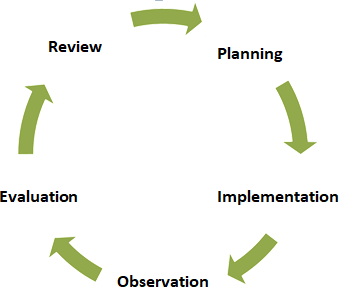 Review
Planning
Evaluation
Implementation
Observation